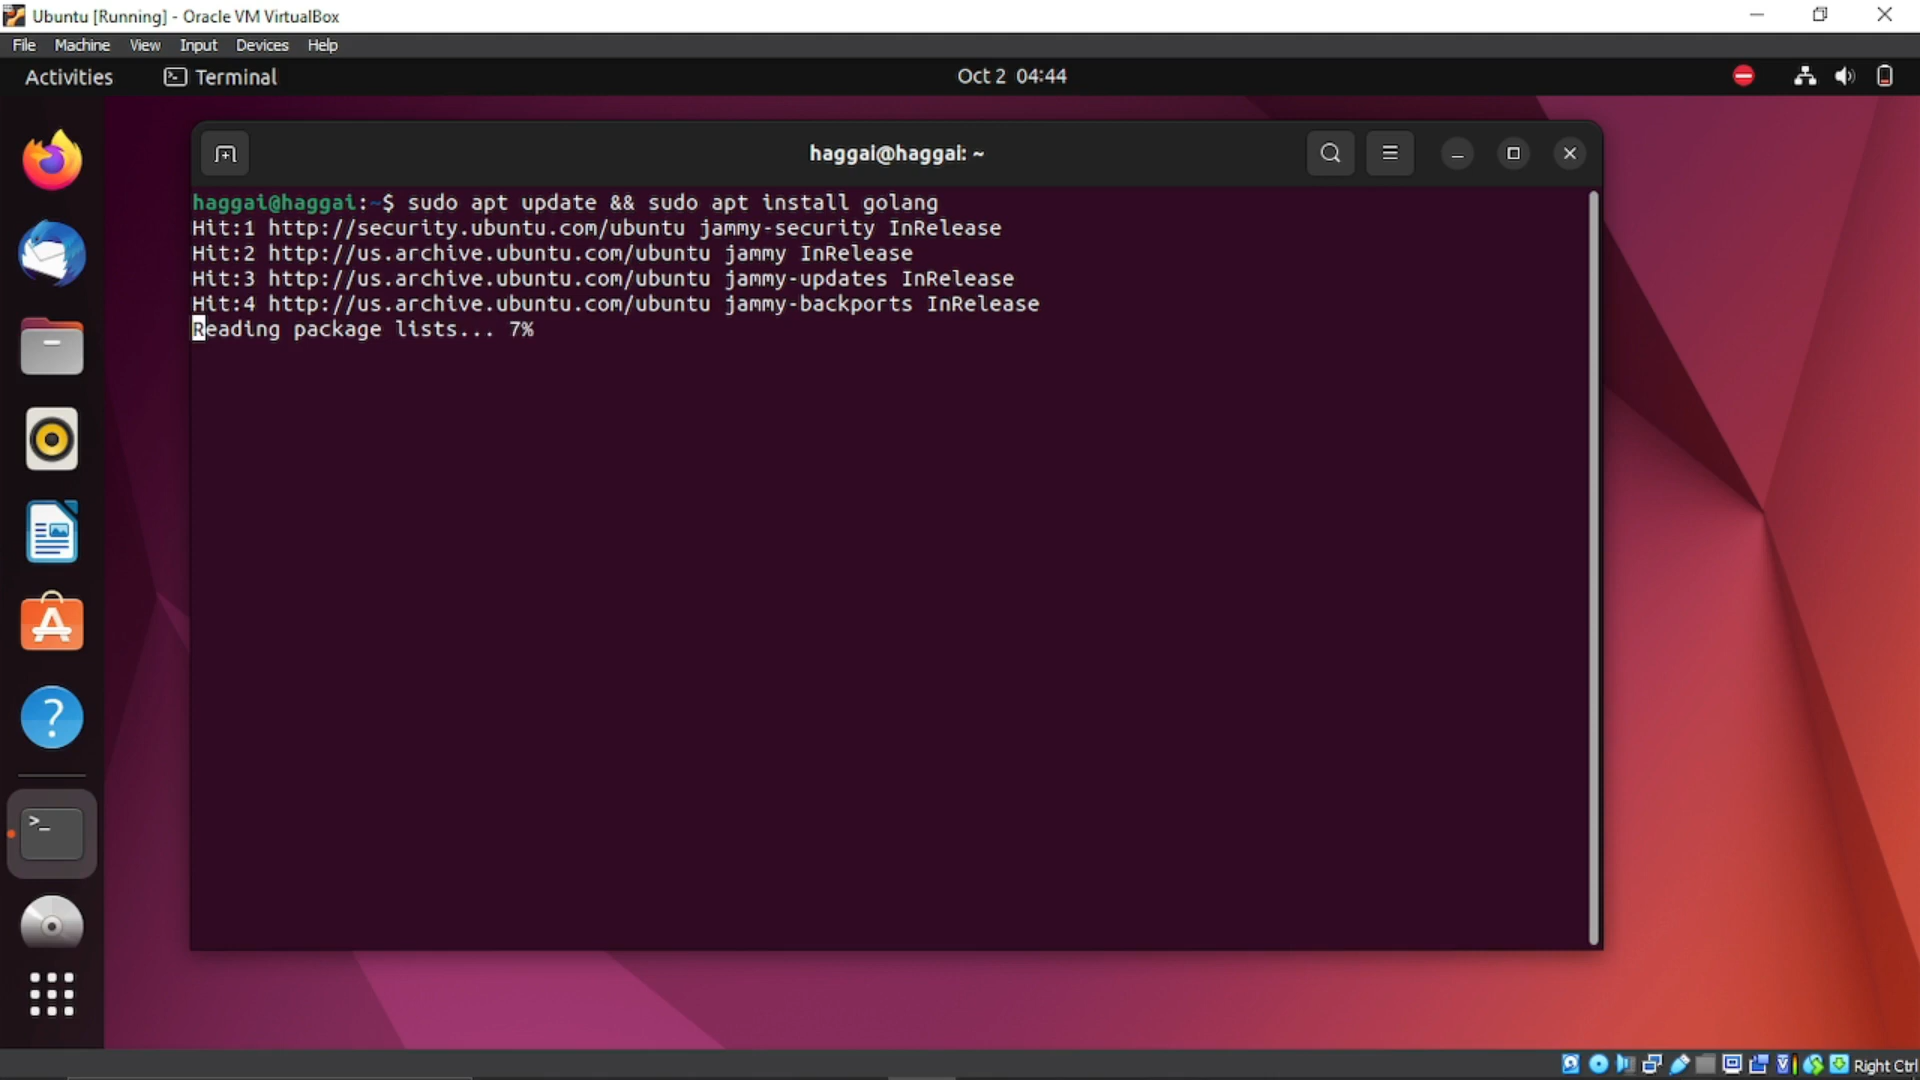 Ubuntu [Running] - Oracle VM VirtualBox
File Machine View Input Devices Help
Activities Terminal Oct 2 04:44
haggai@haggai: ~
haggai@haggai:~$ sudo apt update && sudo apt install golang
Hit:1 http://security.ubuntu.com/ubuntu jammy-security InRelease
Hit:2 http://us.archive.ubuntu.com/ubuntu jammy InRelease
Hit:3 http://us.archive.ubuntu.com/ubuntu jammy-updates InRelease
Hit:4 http://us.archive.ubuntu.com/ubuntu jammy-backports InRelease
Reading package lists... 7%
Right Ctrl